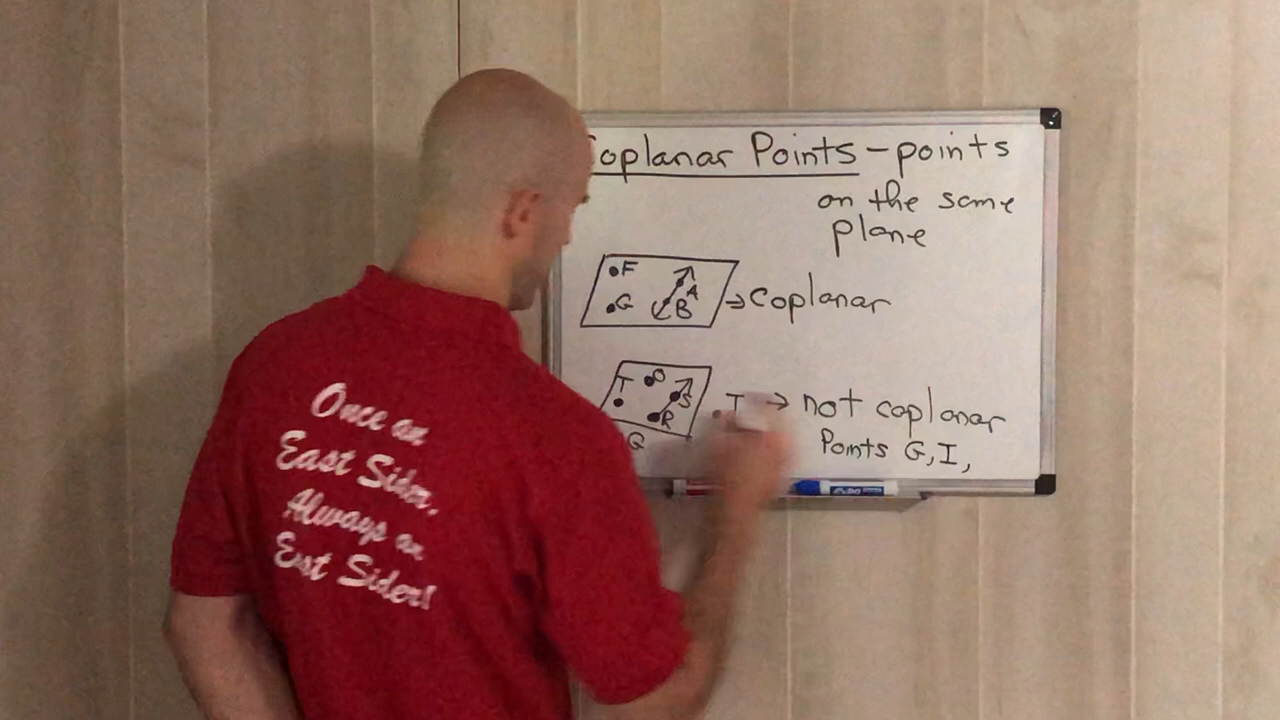 oplanar Points - points
on the same
plane
F
G
A
B
→ Coplanar
T
O
S
R
Q
I → not coplanar
Points G, I,
EXPO
Once an
East Sider,
Always an
East Sider!